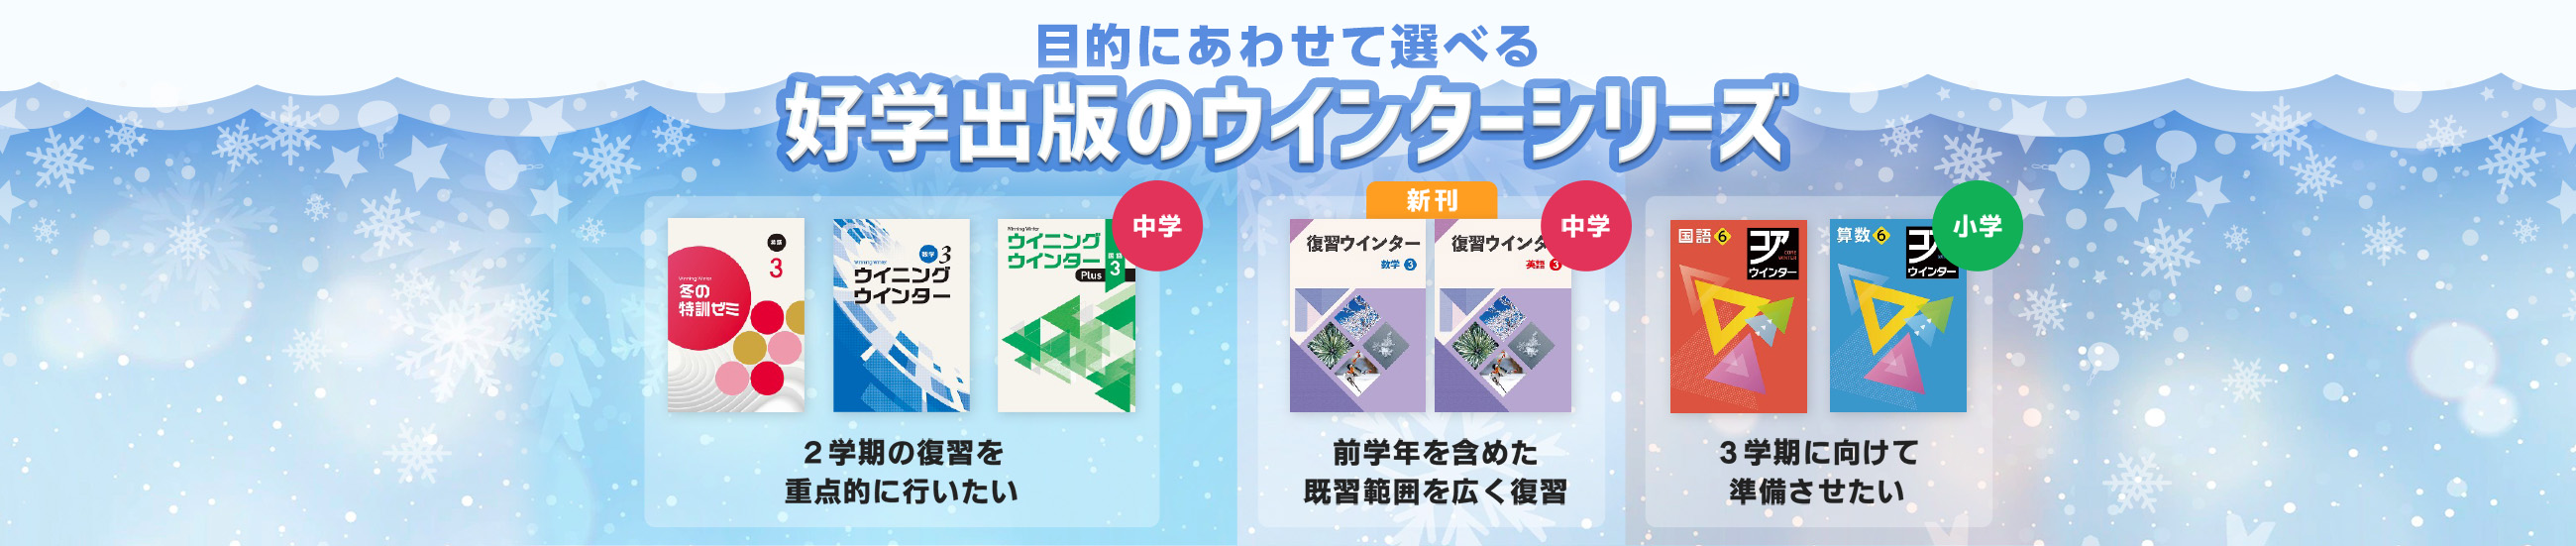 目的にあわせて選べる
好学出版のウインターシリーズ
中学
英語
3
Winning Winter
冬の
特訓ゼミ
2学期の復習を
重点的に行いたい
数学3
Winning Winter
ウイニング
ウインター
Winning Winter
ウイニング
ウインター
Plus
英語
3
新刊
中学
復習ウインター
数学3
復習ウインタ
英語3
前学年を含めた
既習範囲を広く復習
小学
国語6
コア
ウインター
算数6
コア
ウインター
3学期に向けて
準備させたい